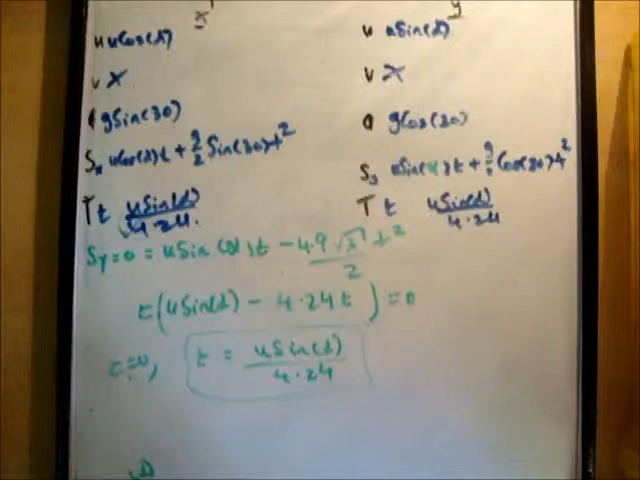 x y
u uCos(α) u uSin(α)
v X v X
a gSin(30) a gCos(30)
Sx uCos(α)t + g/2 Sin(30)t² Sy uSin(α)t + g/2 Cos(30)t²
T t uSin(α)/4.24. T t uSin(α)/4.24
Sy=0 = uSin(α)t - 4.9√3/2 t²
t(uSin(α) - 4.24t) = 0
t=0, t = uSin(α)/4.24